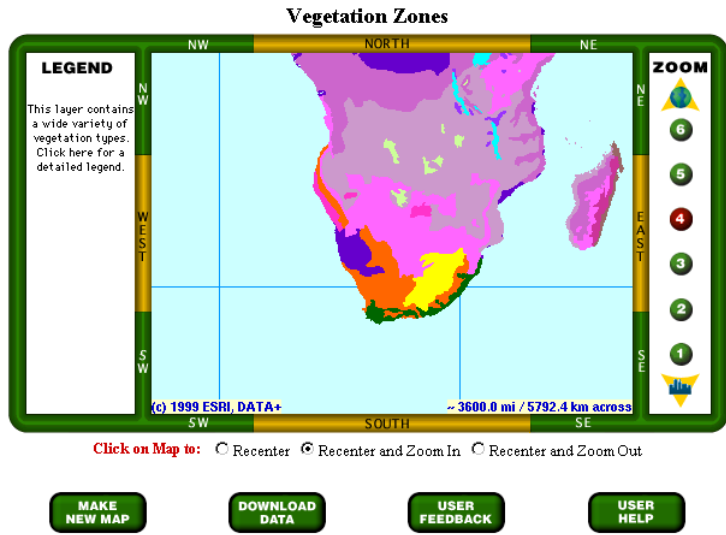 Vegetation Zones
NW
NORTH
NE
LEGEND
This layer contains
a wide variety of
vegetation types.
Click here for a
detailed legend.
NW
WEST
SW
NE
EAST
SE
ZOOM
6
5
4
3
2
1
(c) 1999 ESRI, DATA+
~ 3600.0 mi / 5792.4 km across
SW
SOUTH
SE
Click on Map to: Recenter Recenter and Zoom In Recenter and Zoom Out
MAKE
NEW MAP
DOWNLOAD
DATA
USER
FEEDBACK
USER
HELP